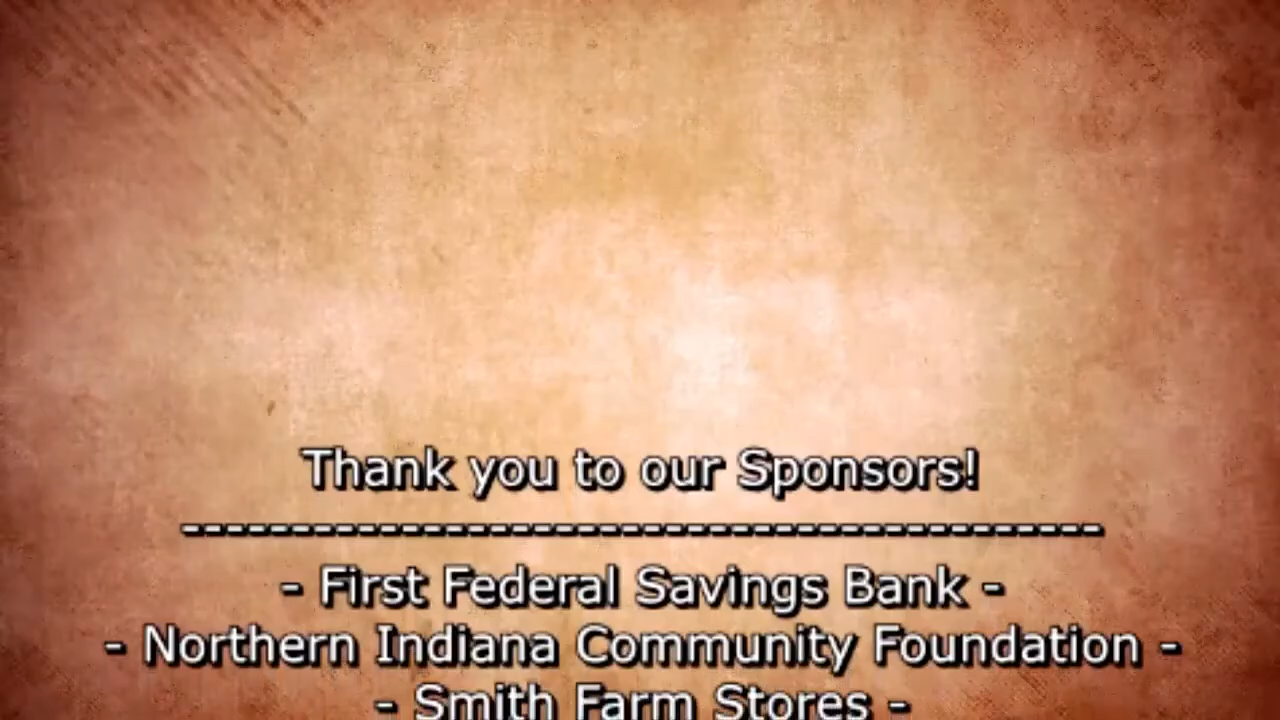 Thank you to our Sponsors!
------------------------------------------
- First Federal Savings Bank -
- Northern Indiana Community Foundation -
- Smith Farm Stores -